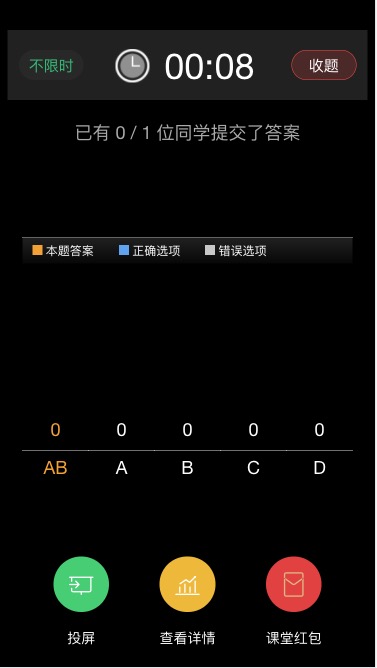 不限时 00:08 收题
已有 0 / 1 位同学提交了答案
本题答案 正确选项 错误选项
0 0 0 0 0
AB A B C D
投屏 查看详情 课堂红包